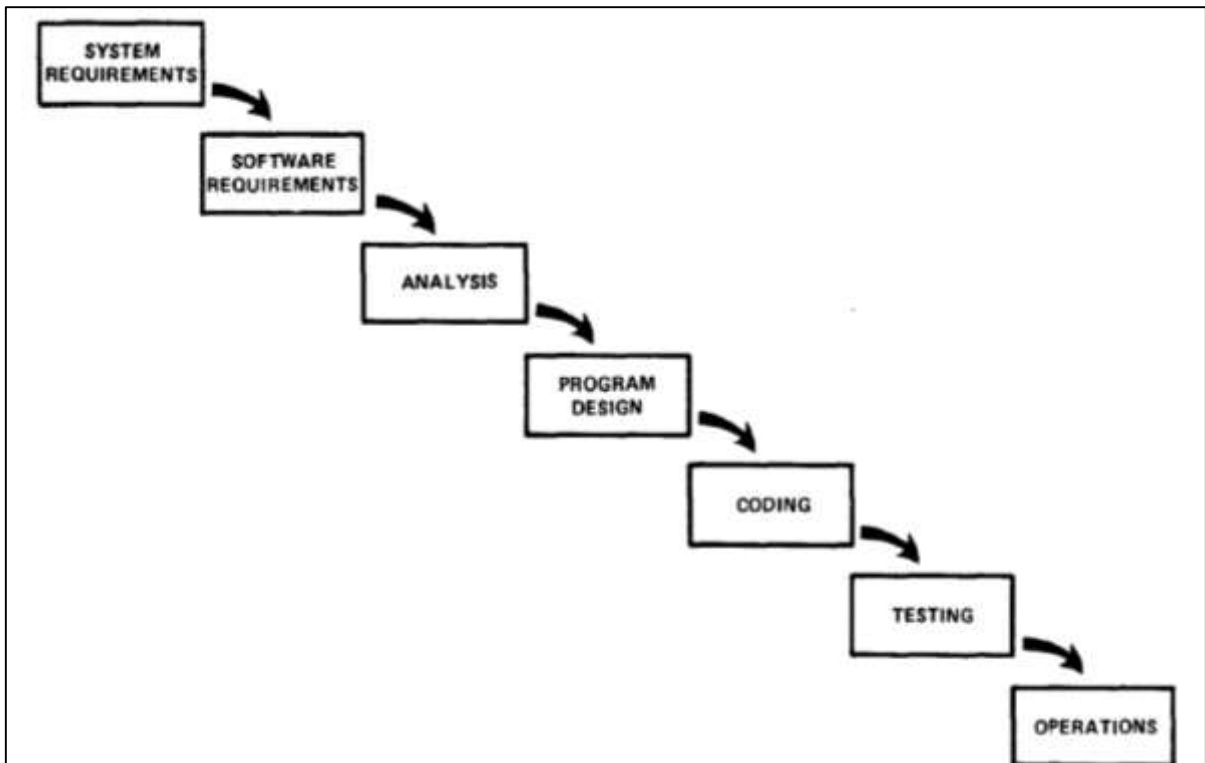 SYSTEM
REQUIREMENTS
SOFTWARE
REQUIREMENTS
ANALYSIS
PROGRAM
DESIGN
CODING
TESTING
OPERATIONS